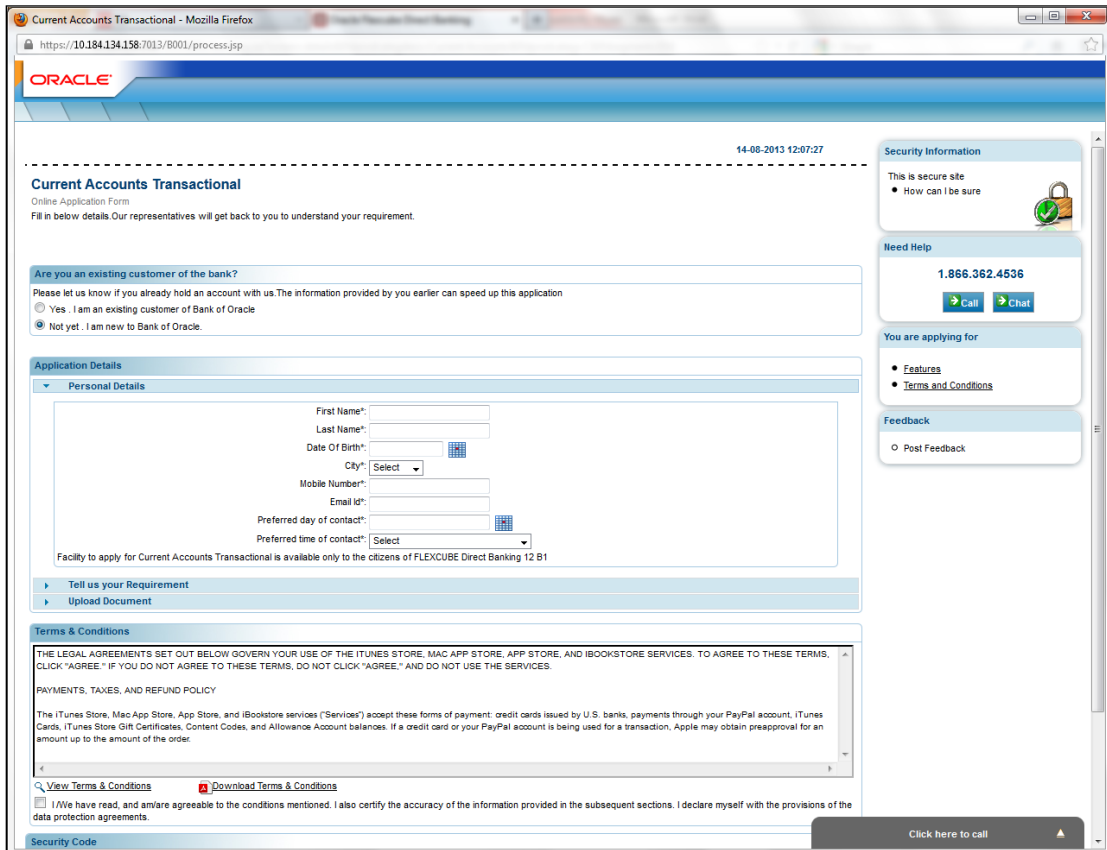 Current Accounts Transactional - Mozilla Firefox
Oracle Flexcube Direct Banking
https://10.184.134.158:7013/B001/process.jsp
ORACLE
14-08-2013 12:07:27
Current Accounts Transactional
Online Application Form
Fill in below details.Our representatives will get back to you to understand your requirement.
Are you an existing customer of the bank?
Please let us know if you already hold an account with us.The information provided by you earlier can speed up this application
Yes . I am an existing customer of Bank of Oracle
Not yet . I am new to Bank of Oracle.
Application Details
Personal Details
First Name*:
Last Name*:
Date Of Birth*:
City*: Select
Mobile Number*:
Email Id*:
Preferred day of contact*:
Preferred time of contact*: Select
Facility to apply for Current Accounts Transactional is available only to the citizens of FLEXCUBE Direct Banking 12 B1
Tell us your Requirement
Upload Document
Terms & Conditions
THE LEGAL AGREEMENTS SET OUT BELOW GOVERN YOUR USE OF THE ITUNES STORE, MAC APP STORE, APP STORE, AND IBOOKSTORE SERVICES. TO AGREE TO THESE TERMS,
CLICK "AGREE." IF YOU DO NOT AGREE TO THESE TERMS, DO NOT CLICK "AGREE," AND DO NOT USE THE SERVICES.
PAYMENTS, TAXES, AND REFUND POLICY
The iTunes Store, Mac App Store, App Store, and iBookstore services ("Services") accept these forms of payment: credit cards issued by U.S. banks, payments through your PayPal account, iTunes
Cards, iTunes Store Gift Certificates, Content Codes, and Allowance Account balances. If a credit card or your PayPal account is being used for a transaction, Apple may obtain preapproval for an
amount up to the amount of the order.
View Terms & Conditions Download Terms & Conditions
I /We have read, and am/are agreeable to the conditions mentioned. I also certify the accuracy of the information provided in the subsequent sections. I declare myself with the provisions of the
data protection agreements.
Security Code
Security Information
This is secure site
How can I be sure
Need Help
1.866.362.4536
Call Chat
You are applying for
Features
Terms and Conditions
Feedback
Post Feedback
Click here to call